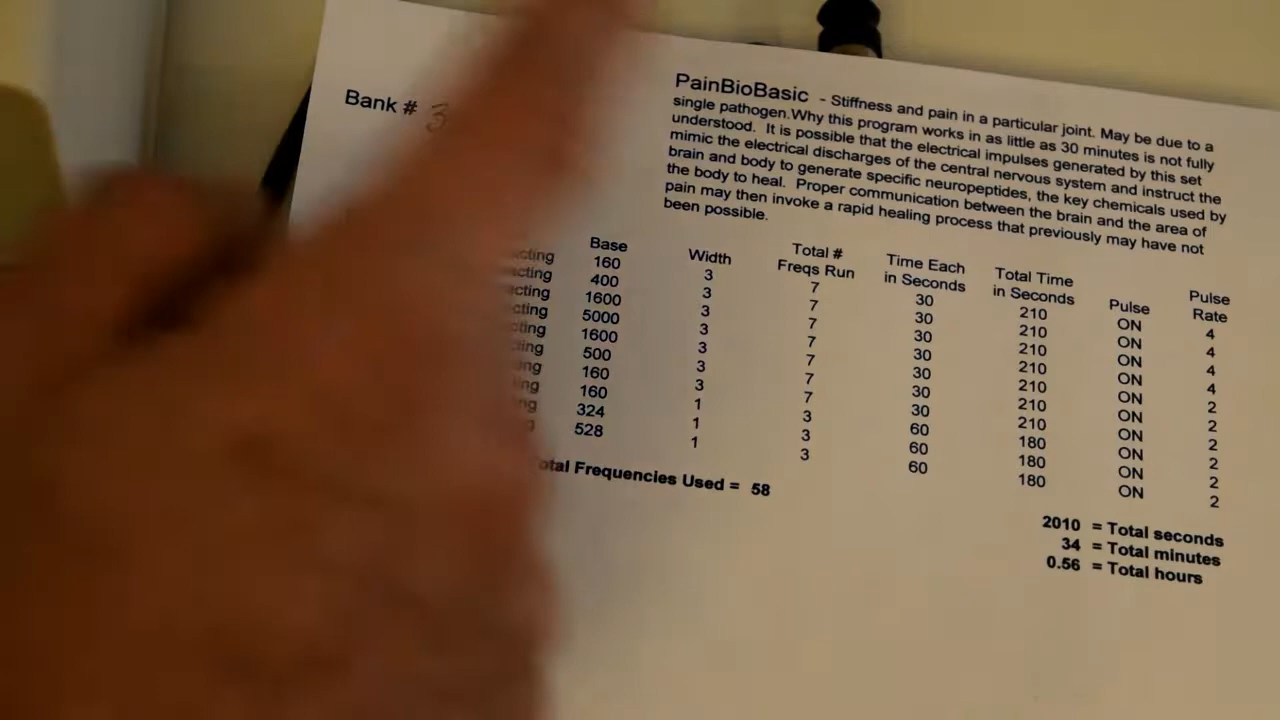 Bank # 3
PainBioBasic - Stiffness and pain in a particular joint. May be due to a
single pathogen.Why this program works in as little as 30 minutes is not fully
understood. It is possible that the electrical impulses generated by this set
mimic the electrical discharges of the central nervous system and instruct the
brain and body to generate specific neuropeptides, the key chemicals used by
the body to heal. Proper communication between the brain and the area of
pain may then invoke a rapid healing process that previously may have not
been possible.
Base Width Total # Freqs Run Time Each in Seconds Total Time in Seconds Pulse Pulse Rate
160 3 7 30 210 ON 4
400 3 7 30 210 ON 4
1600 3 7 30 210 ON 4
5000 3 7 30 210 ON 4
1600 3 7 30 210 ON 2
500 3 7 30 210 ON 2
160 3 7 30 210 ON 2
160 1 3 60 180 ON 2
324 1 3 60 180 ON 2
528 1 3 60 180 ON 2
Frequencies Used = 58
2010 = Total seconds
34 = Total minutes
0.56 = Total hours